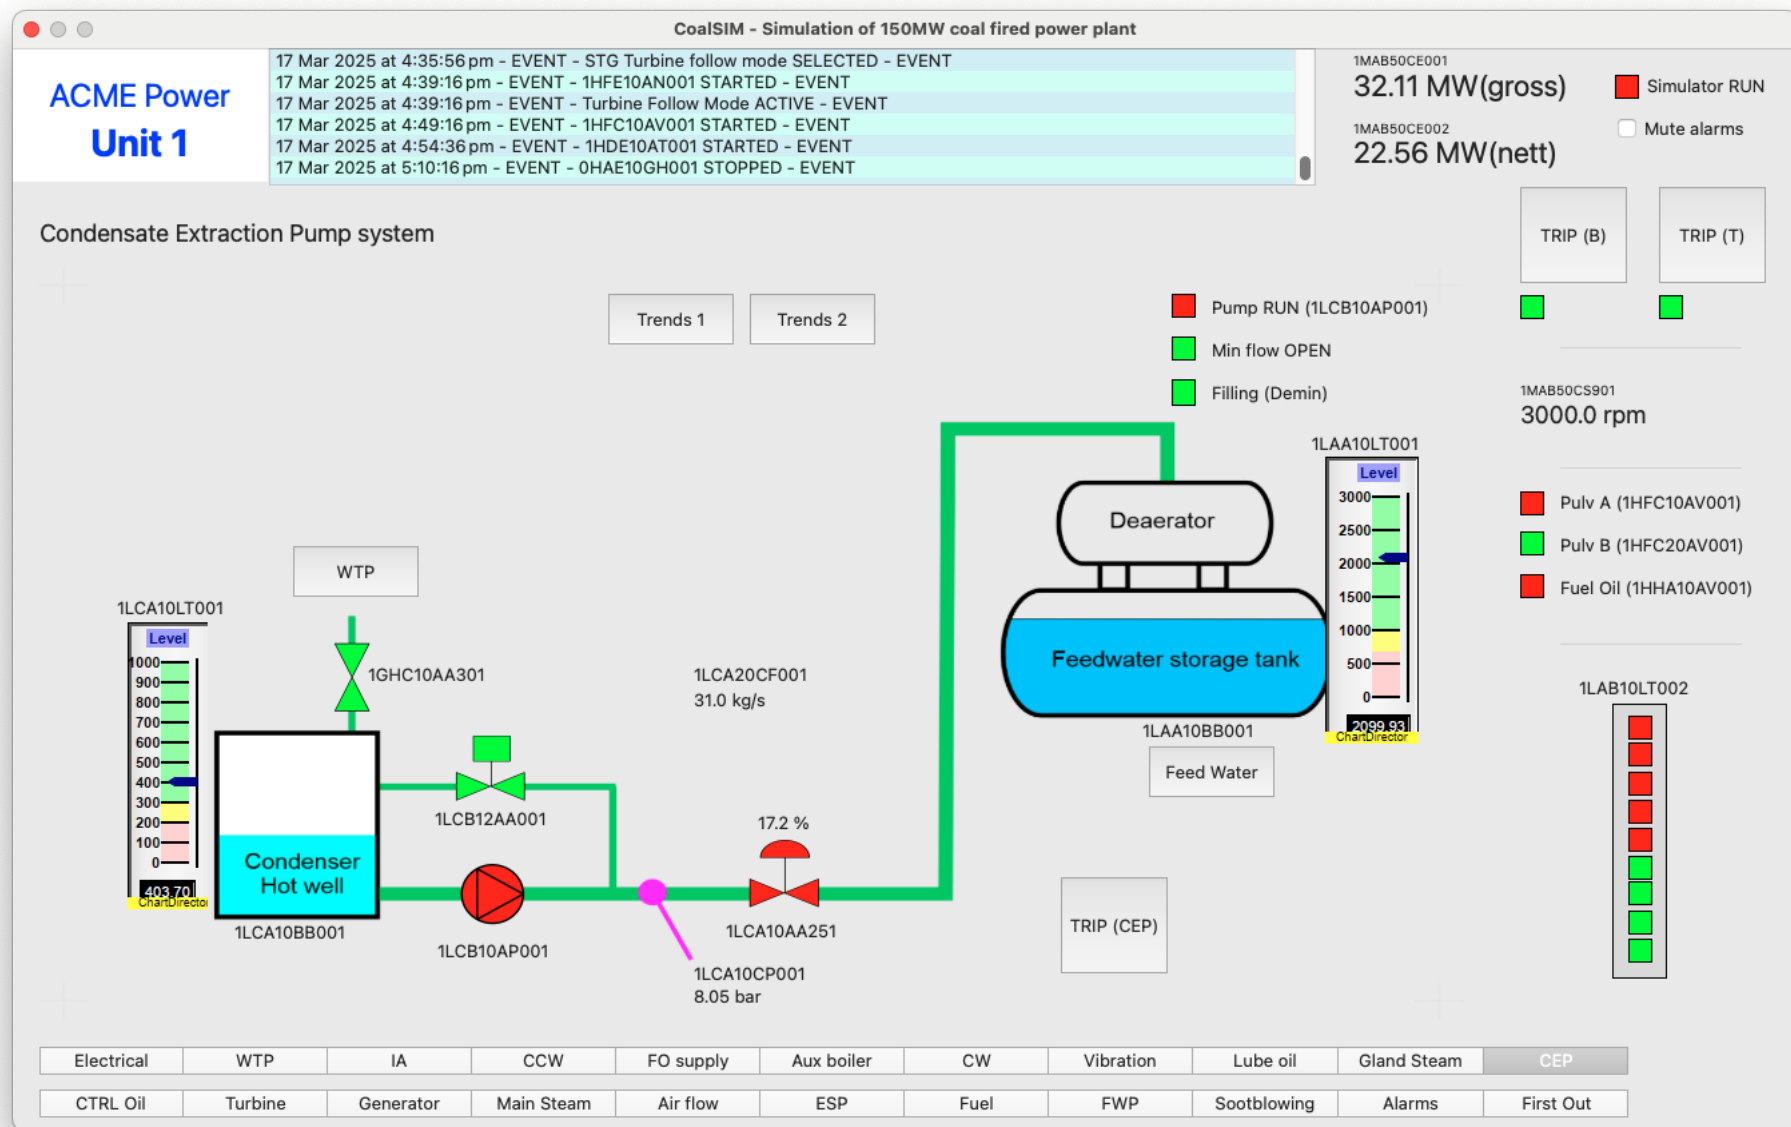 CoalSIM - Simulation of 150MW coal fired power plant
ACME Power
Unit 1
17 Mar 2025 at 4:35:56 pm - EVENT - STG Turbine follow mode SELECTED - EVENT
17 Mar 2025 at 4:39:16 pm - EVENT - 1HFE10AN001 STARTED - EVENT
17 Mar 2025 at 4:39:16 pm - EVENT - Turbine Follow Mode ACTIVE - EVENT
17 Mar 2025 at 4:49:16 pm - EVENT - 1HFC10AV001 STARTED - EVENT
17 Mar 2025 at 4:54:36 pm - EVENT - 1HDE10AT001 STARTED - EVENT
17 Mar 2025 at 5:10:16 pm - EVENT - 0HAE10GH001 STOPPED - EVENT
1MAB50CE001
32.11 MW(gross)
1MAB50CE002
22.56 MW(nett)
Simulator RUN
Mute alarms
TRIP (B)
TRIP (T)
Condensate Extraction Pump system
Trends 1
Trends 2
Pump RUN (1LCB10AP001)
Min flow OPEN
Filling (Demin)
1MAB50CS901
3000.0 rpm
Pulv A (1HFC10AV001)
Pulv B (1HFC20AV001)
Fuel Oil (1HHA10AV001)
1LAB10LT002
1LAA10LT001
Level
3000
2500
2000
1500
1000
500
0
2099.93
ChartDirector
Deaerator
Feedwater storage tank
1LAA10BB001
Feed Water
WTP
1GHC10AA301
1LCA10LT001
Level
1000
900
800
700
600
500
400
300
200
100
0
403.70
ChartDirecto
Condenser
Hot well
1LCA10BB001
1LCB12AA001
1LCB10AP001
1LCA20CF001
31.0 kg/s
17.2 %
1LCA10AA251
1LCA10CP001
8.05 bar
TRIP (CEP)
Electrical
WTP
IA
CCW
FO supply
Aux boiler
CW
Vibration
Lube oil
Gland Steam
CEP
CTRL Oil
Turbine
Generator
Main Steam
Air flow
ESP
Fuel
FWP
Sootblowing
Alarms
First Out